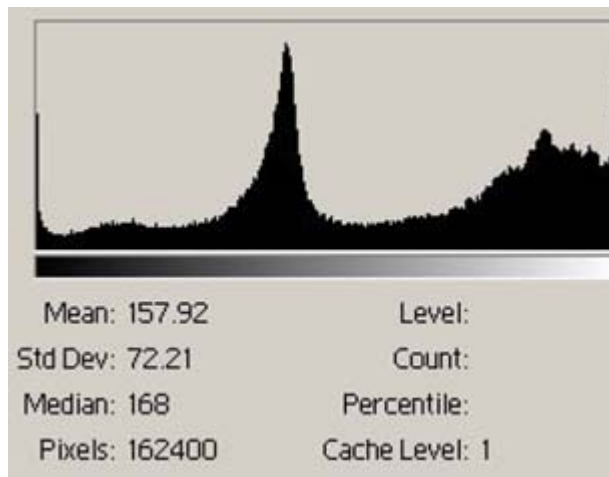 Mean: 157.92 Level:
Std Dev: 72.21 Count:
Median: 168 Percentile:
Pixels: 162400 Cache Level: 1